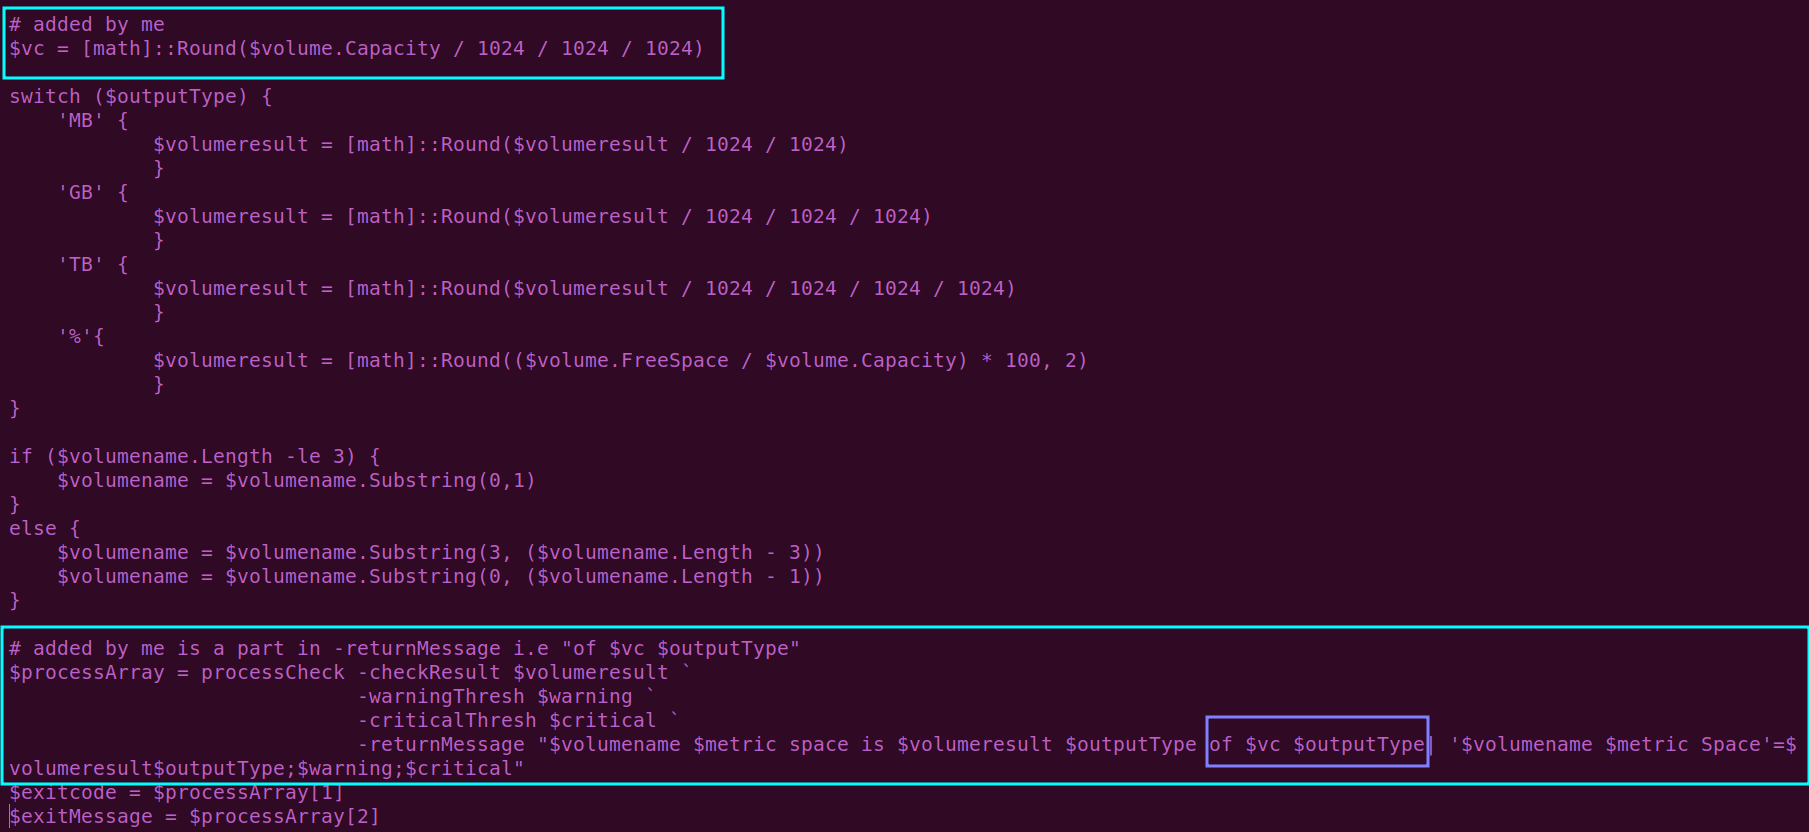 # added by me
$vc = [math]::Round($volume.Capacity / 1024 / 1024 / 1024)
switch ($outputType) {
    'MB' {
            $volumeresult = [math]::Round($volumeresult / 1024 / 1024)
            }
    'GB' {
            $volumeresult = [math]::Round($volumeresult / 1024 / 1024 / 1024)
            }
    'TB' {
            $volumeresult = [math]::Round($volumeresult / 1024 / 1024 / 1024 / 1024)
            }
    '%'{
            $volumeresult = [math]::Round(($volume.FreeSpace / $volume.Capacity) * 100, 2)
            }
}
if ($volumename.Length -le 3) {
    $volumename = $volumename.Substring(0,1)
}
else {
    $volumename = $volumename.Substring(3, ($volumename.Length - 3))
    $volumename = $volumename.Substring(0, ($volumename.Length - 1))
}
# added by me is a part in -returnMessage i.e "of $vc $outputType"
$processArray = processCheck -checkResult $volumeresult `
                             -warningThresh $warning `
                             -criticalThresh $critical `
                             -returnMessage "$volumename $metric space is $volumeresult $outputType of $vc $outputType| '$volumename $metric Space'=$
volumeresult$outputType;$warning;$critical"
$exitcode = $processArray[1]
$exitMessage = $processArray[2]